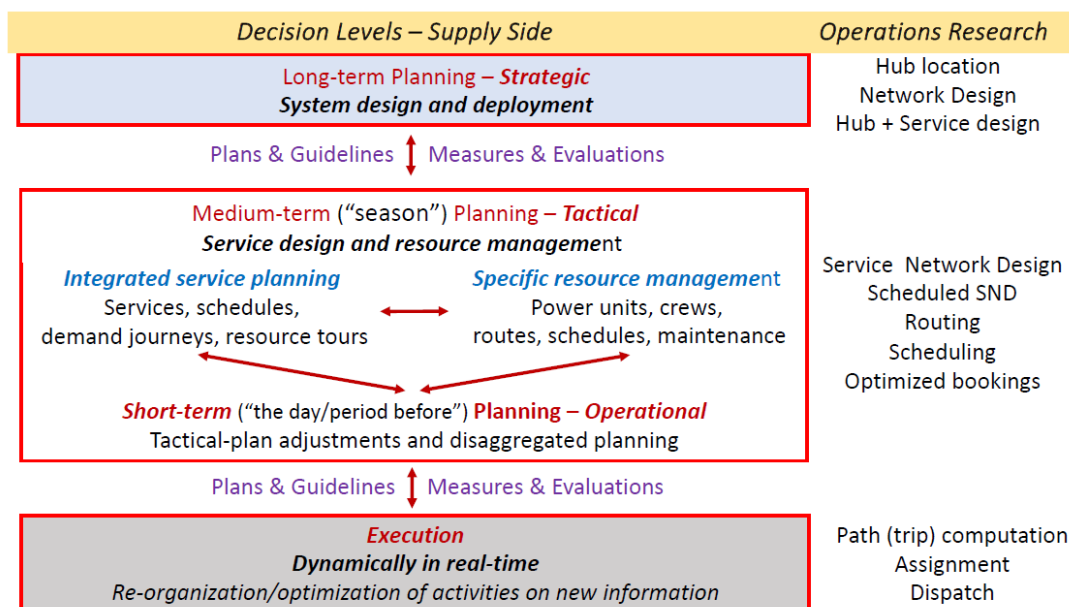 Decision Levels – Supply Side
Operations Research
Long-term Planning – Strategic
System design and deployment
Hub location
Network Design
Hub + Service design
Plans & Guidelines
Measures & Evaluations
Medium-term (“season”) Planning – Tactical
Service design and resource management
Integrated service planning
Services, schedules,
demand journeys, resource tours
Specific resource management
Power units, crews,
routes, schedules, maintenance
Short-term (“the day/period before”) Planning – Operational
Tactical-plan adjustments and disaggregated planning
Service Network Design
Scheduled SND
Routing
Scheduling
Optimized bookings
Plans & Guidelines
Measures & Evaluations
Execution
Dynamically in real-time
Re-organization/optimization of activities on new information
Path (trip) computation
Assignment
Dispatch